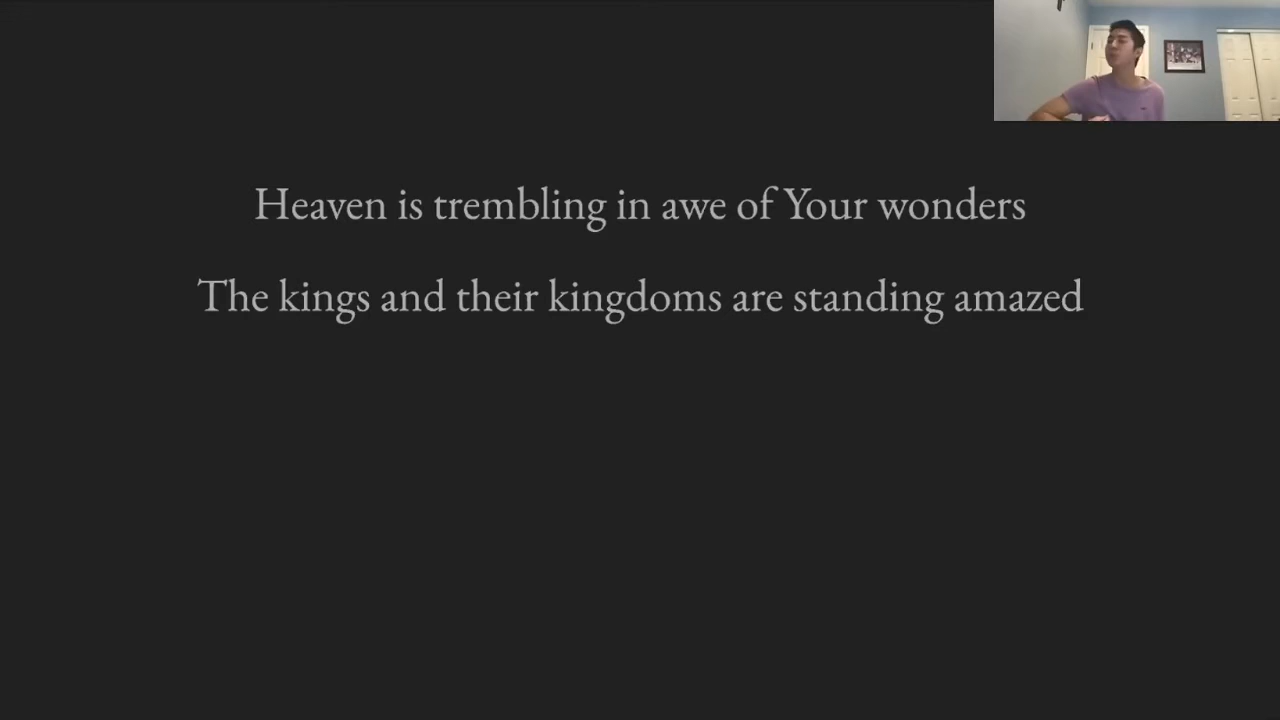 Heaven is trembling in awe of Your wonders
The kings and their kingdoms are standing amazed